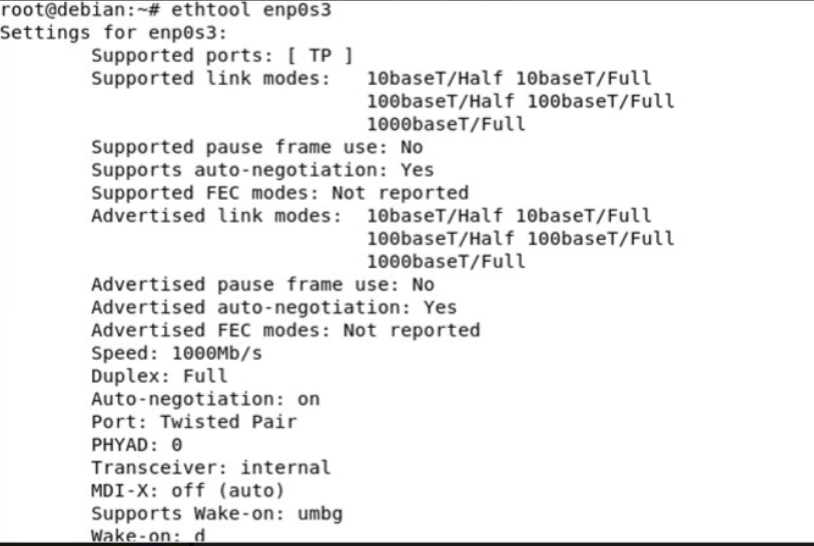 root@debian:~# ethtool enp0s3
Settings for enp0s3:
Supported ports: [ TP ]
Supported link modes: 10baseT/Half 10baseT/Full
100baseT/Half 100baseT/Full
1000baseT/Full
Supported pause frame use: No
Supports auto-negotiation: Yes
Supported FEC modes: Not reported
Advertised link modes: 10baseT/Half 10baseT/Full
100baseT/Half 100baseT/Full
1000baseT/Full
Advertised pause frame use: No
Advertised auto-negotiation: Yes
Advertised FEC modes: Not reported
Speed: 1000Mb/s
Duplex: Full
Auto-negotiation: on
Port: Twisted Pair
PHYAD: 0
Transceiver: internal
MDI-X: off (auto)
Supports Wake-on: umbg
Wake-on: d